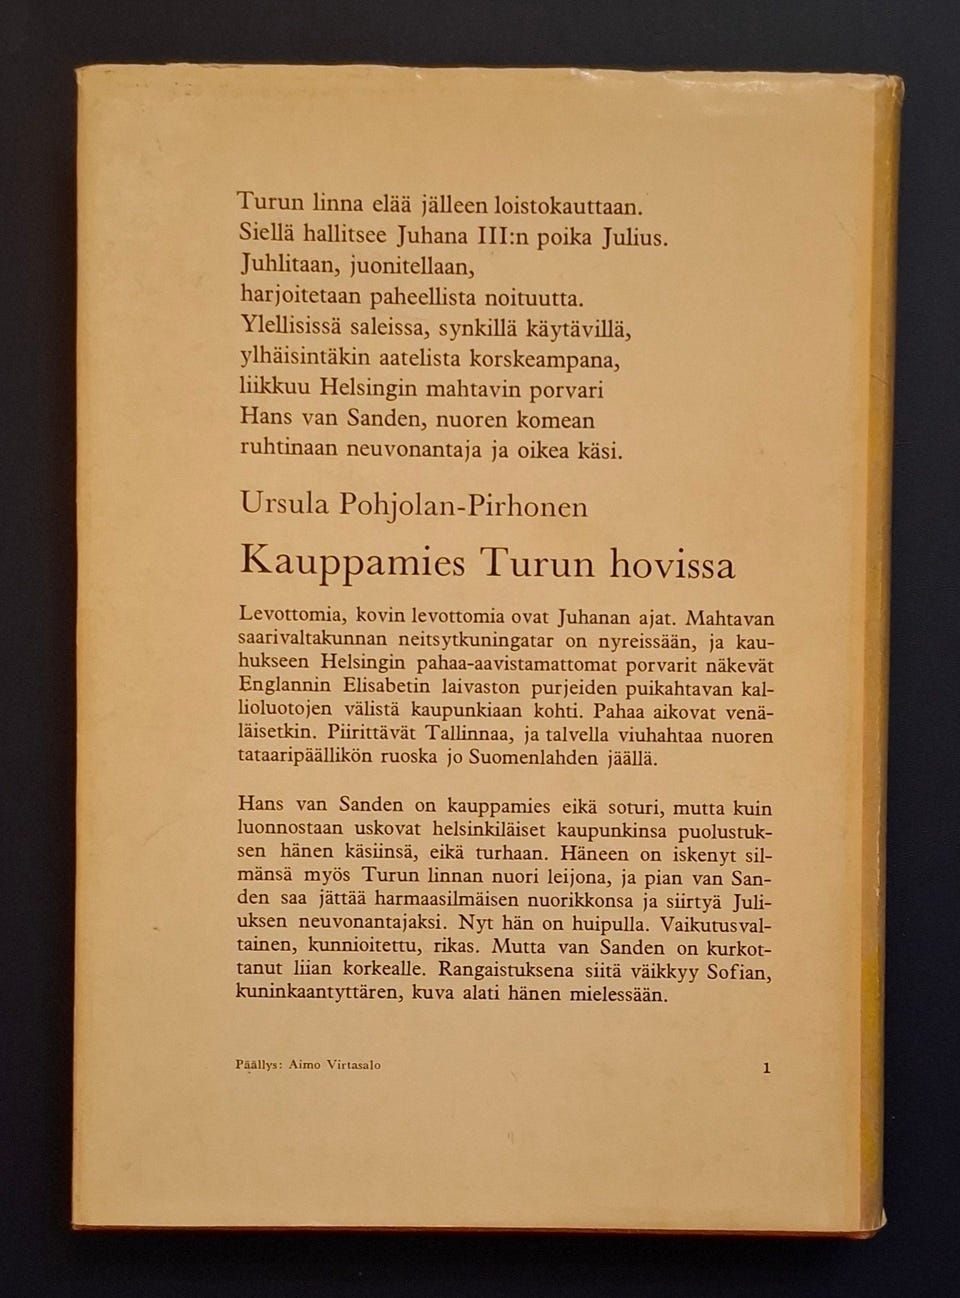 Turun linna elää jälleen loistokauttaan.
Siellä hallitsee Juhana III:n poika Julius.
Juhlitaan, juonitellaan,
harjoitetaan paheellista noituutta.
Ylellisissä saleissa, synkillä käytävillä,
ylhäisintäkin aatelista korskeampana,
liikkuu Helsingin mahtavin porvari
Hans van Sanden, nuoren komean
ruhtinaan neuvonantaja ja oikea käsi.
Ursula Pohjolan-Pirhonen
Kauppamies Turun hovissa
Levottomia, kovin levottomia ovat Juhanan ajat. Mahtavan
saarivaltakunnan neitsytkuningatar on nyreissään, ja kau-
hukseen Helsingin pahaa-aavistamattomat porvarit näkevät
Englannin Elisabetin laivaston purjeiden puikahtavan kal-
lioluotojen välistä kaupunkiaan kohti. Pahaa aikovat venä-
läisetkin. Piirittävät Tallinnaa, ja talvella viuhahtaa nuoren
tataaripäällikön ruoska jo Suomenlahden jäällä.
Hans van Sanden on kauppamies eikä soturi, mutta kuin
luonnostaan uskovat helsinkiläiset kaupunkinsa puolustuk-
sen hänen käsiinsä, eikä turhaan. Häneen on iskenyt sil-
mänsä myös Turun linnan nuori leijona, ja pian van San-
den saa jättää harmaasilmäisen nuorikkonsa ja siirtyä Juli-
uksen neuvonantajaksi. Nyt hän on huipulla. Vaikutusval-
tainen, kunnioitettu, rikas. Mutta van Sanden on kurkot-
tanut liian korkealle. Rangaistuksena siitä väikkyy Sofian,
kuninkaantyttären, kuva alati hänen mielessään.
Päällys: Aimo Virtasalo 1